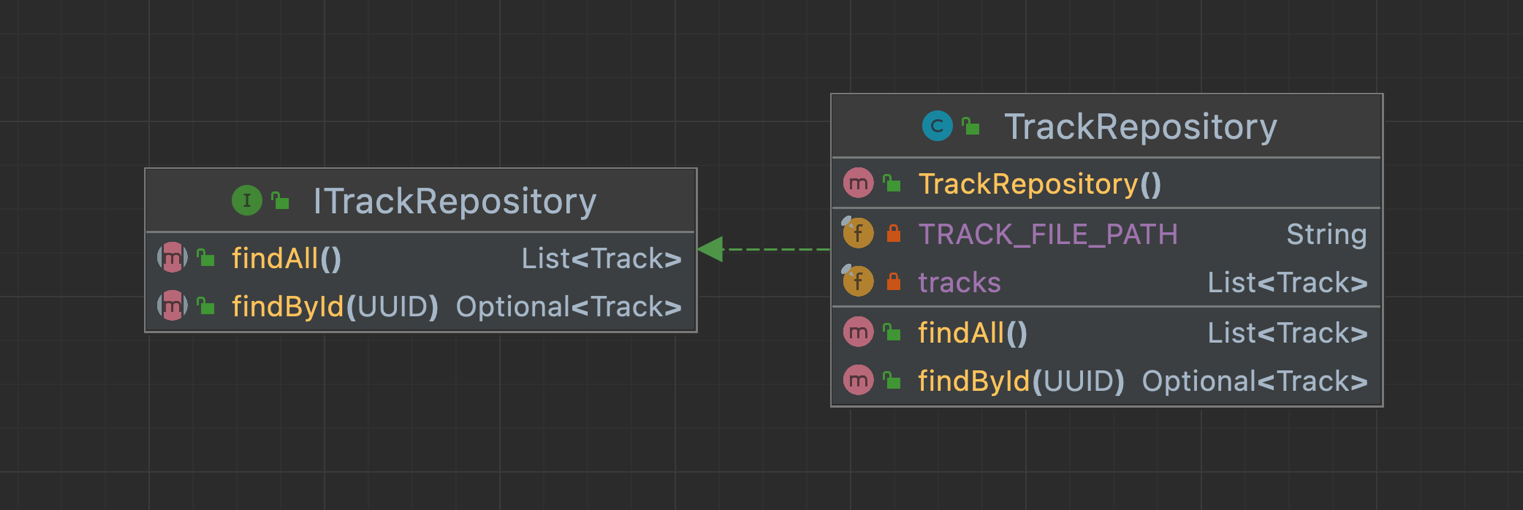 I ITrackRepository
m findAll() List<Track>
m findById(UUID) Optional<Track>
C TrackRepository
m TrackRepository()
f TRACK_FILE_PATH String
f tracks List<Track>
m findAll() List<Track>
m findById(UUID) Optional<Track>